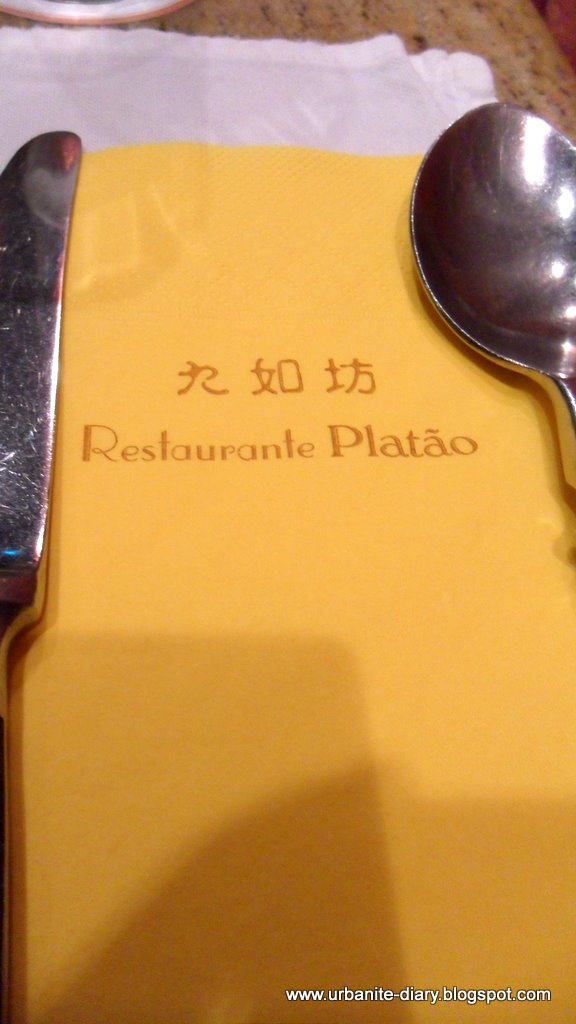 九如坊
Restaurante Platão
www.urbanite-diary.blogspot.com